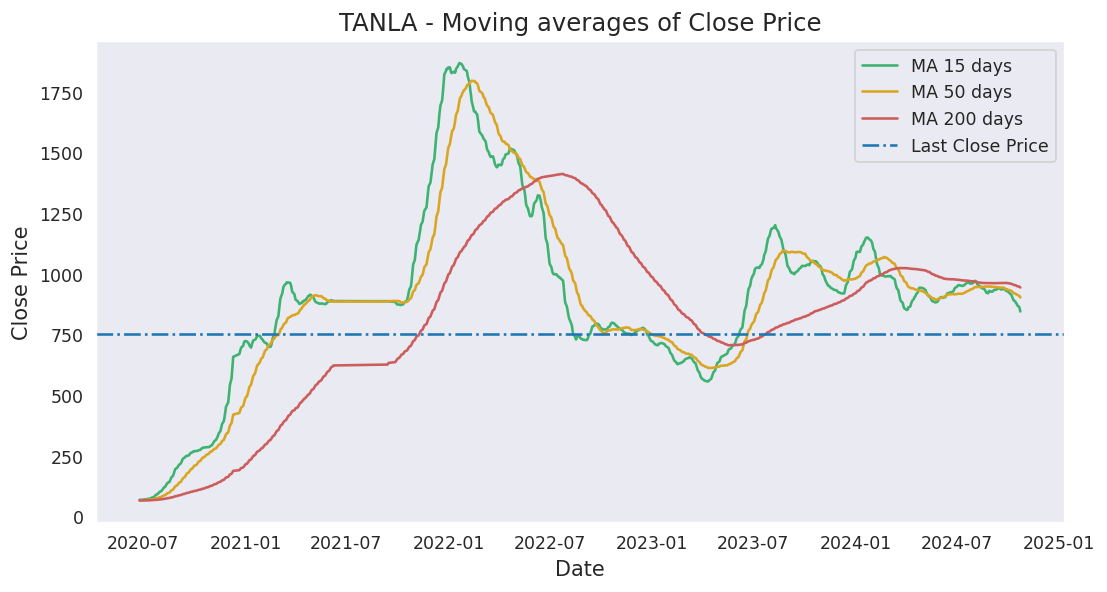 TANLA - Moving averages of Close Price
MA 15 days
MA 50 days
MA 200 days
Last Close Price
Close Price
1750
1500
1250
1000
750
500
250
0
2020-07 2021-01 2021-07 2022-01 2022-07 2023-01 2023-07 2024-01 2024-07 2025-01
Date